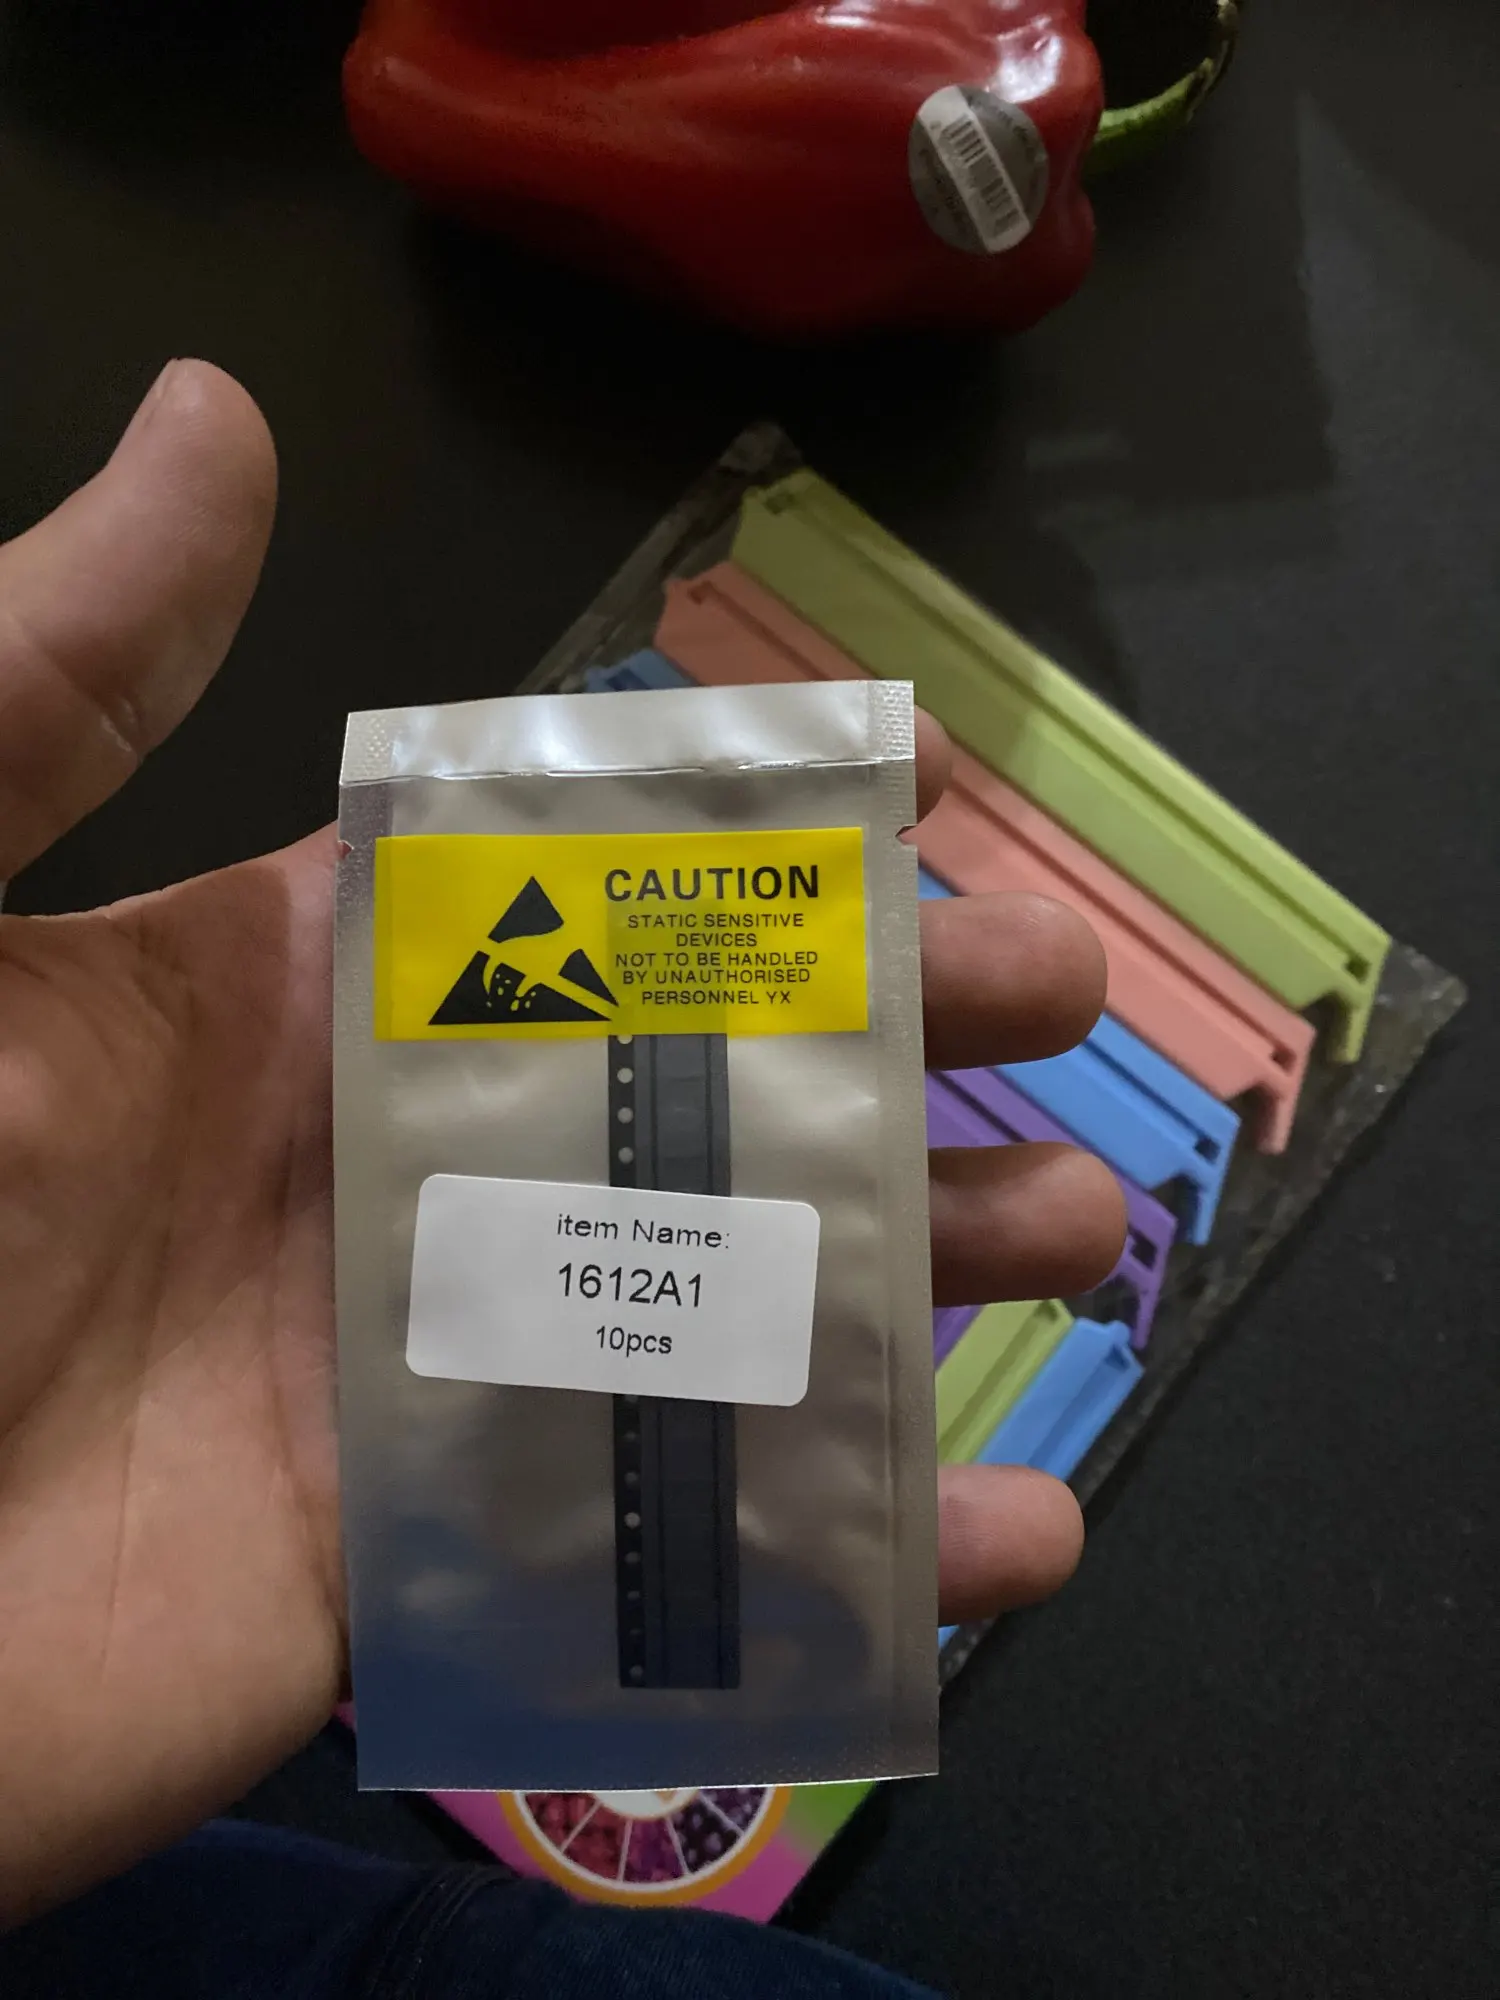 CAUTION
STATIC SENSITIVE
DEVICES
NOT TO BE HANDLED
BY UNAUTHORISED
PERSONNEL YX
item Name:
1612A1
10pcs